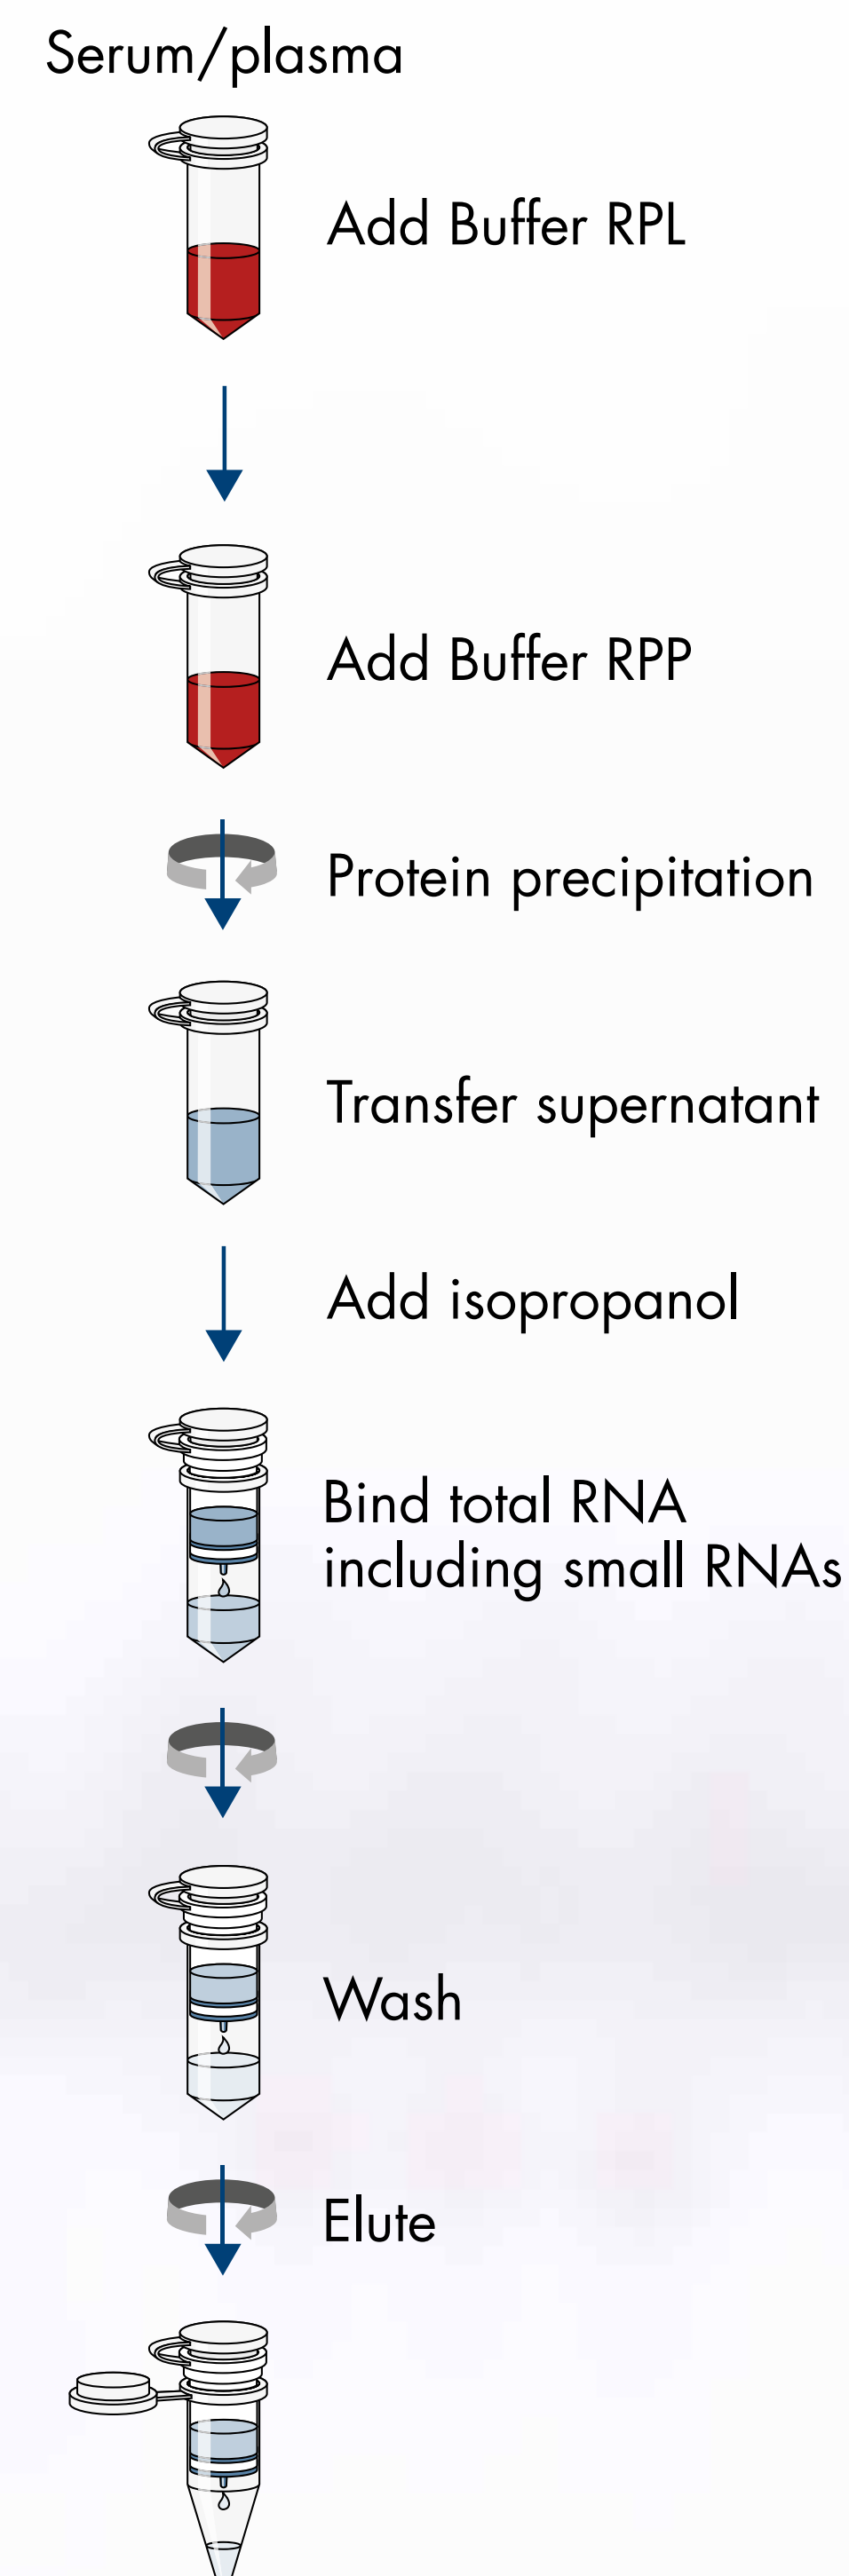 Serum/plasma
Add Buffer RPL
Add Buffer RPP
Protein precipitation
Transfer supernatant
Add isopropanol
Bind total RNA
including small RNAs
Wash
Elute